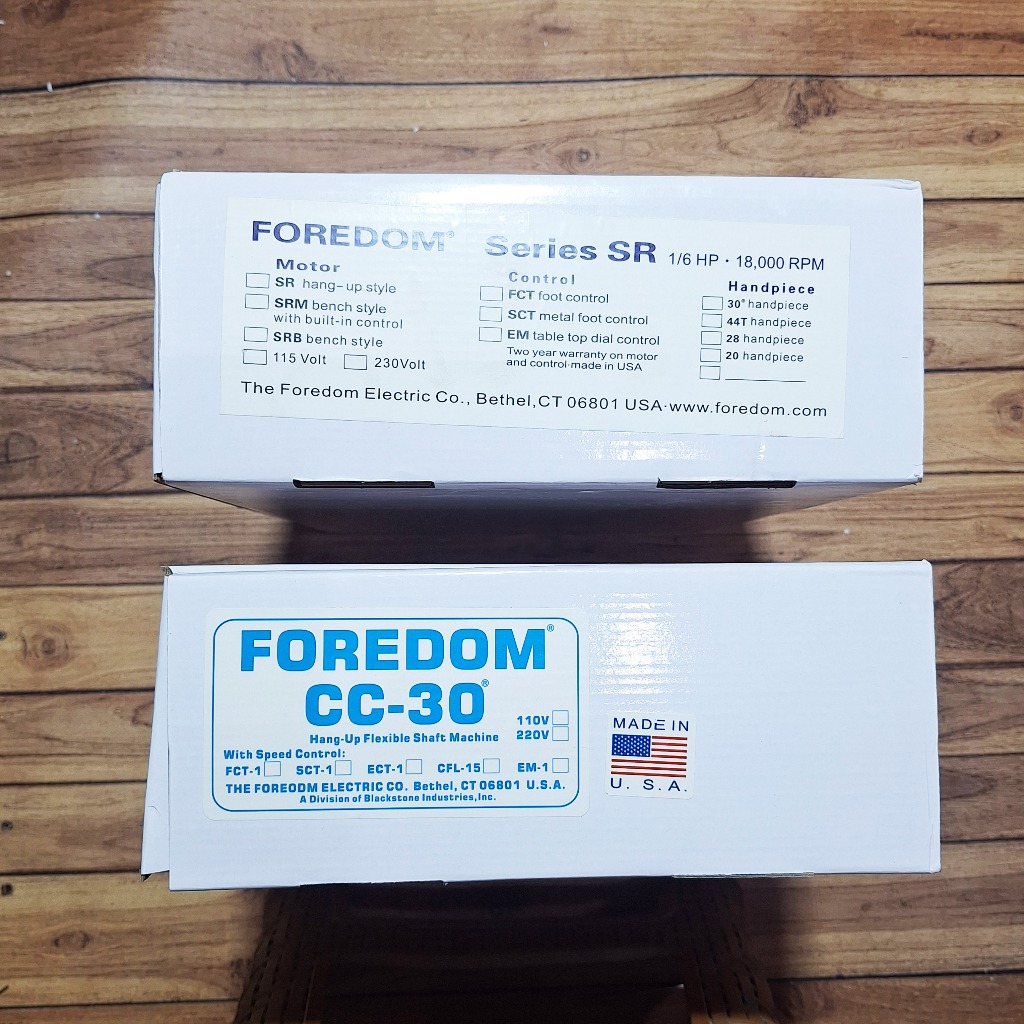 FOREDOM® Series SR 1/6 HP · 18,000 RPM
Motor
SR hang-up style
SRM bench style
with built-in control
SRB bench style
115 Volt 230Volt
Control
FCT foot control
SCT metal foot control
EM table top dial control
Two year warranty on motor
and control·made in USA
Handpiece
30® handpiece
44T handpiece
28 handpiece
20 handpiece
The Foredom Electric Co., Bethel,CT 06801 USA·www.foredom.com
FOREDOM®
CC-30®
110V
Hang-Up Flexible Shaft Machine 220V
With Speed Control:
FCT-1 SCT-1 ECT-1 CFL-15 EM-1
THE FOREODM ELECTRIC CO. Bethel, CT 06801 U.S.A.
A Division of Blackstone Industries,Inc.
MADE IN
U. S.A.